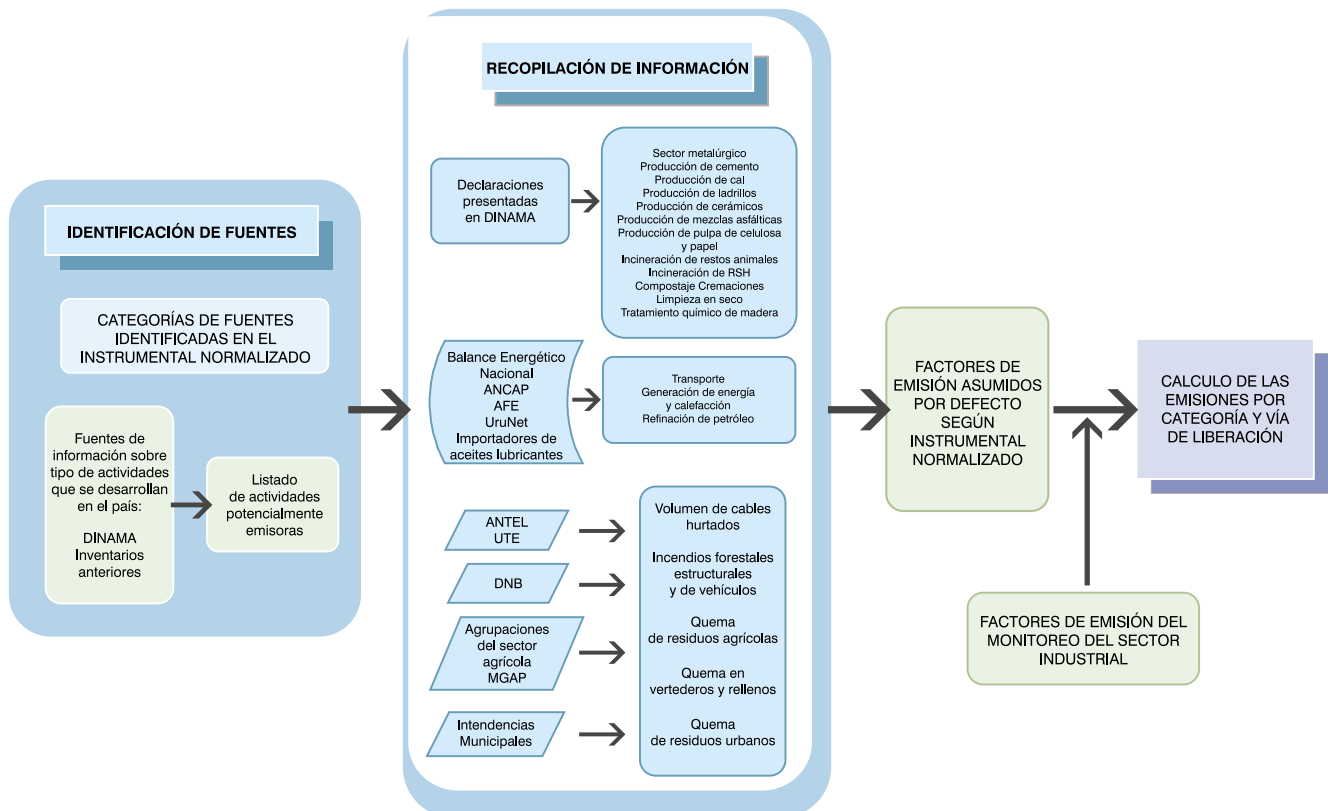 IDENTIFICACIÓN DE FUENTES
CATEGORÍAS DE FUENTES
IDENTIFICADAS EN EL
INSTRUMENTAL NORMALIZADO
Fuentes de
información sobre
tipo de actividades
que se desarrollan
en el país:
DINAMA
Inventarios
anteriores
Listado
de actividades
potencialmente
emisoras
RECOPILACIÓN DE INFORMACIÓN
Declaraciones
presentadas
en DINAMA
Sector metalúrgico
Producción de cemento
Producción de cal
Producción de ladrillos
Producción de cerámicos
Producción de mezclas asfálticas
Producción de pulpa de celulosa
y papel
Incineración de restos animales
Incineración de RSH
Compostaje Cremaciones
Limpieza en seco
Tratamiento químico de madera
Balance Energético
Nacional
ANCAP
AFE
UruNet
Importadores de
aceites lubricantes
Transporte
Generación de energía
y calefacción
Refinación de petróleo
ANTEL
UTE
DNB
Agrupaciones
del sector
agrícola
MGAP
Intendencias
Municipales
Volumen de cables
hurtados
Incendios forestales
estructurales
y de vehículos
Quema
de residuos agrícolas
Quema en
vertederos y rellenos
Quema
de residuos urbanos
FACTORES DE
EMISIÓN ASUMIDOS
POR DEFECTO
SEGÚN
INSTRUMENTAL
NORMALIZADO
CALCULO DE LAS
EMISIONES POR
CATEGORÍA Y VÍA
DE LIBERACIÓN
FACTORES DE EMISIÓN DEL
MONITOREO DEL SECTOR
INDUSTRIAL